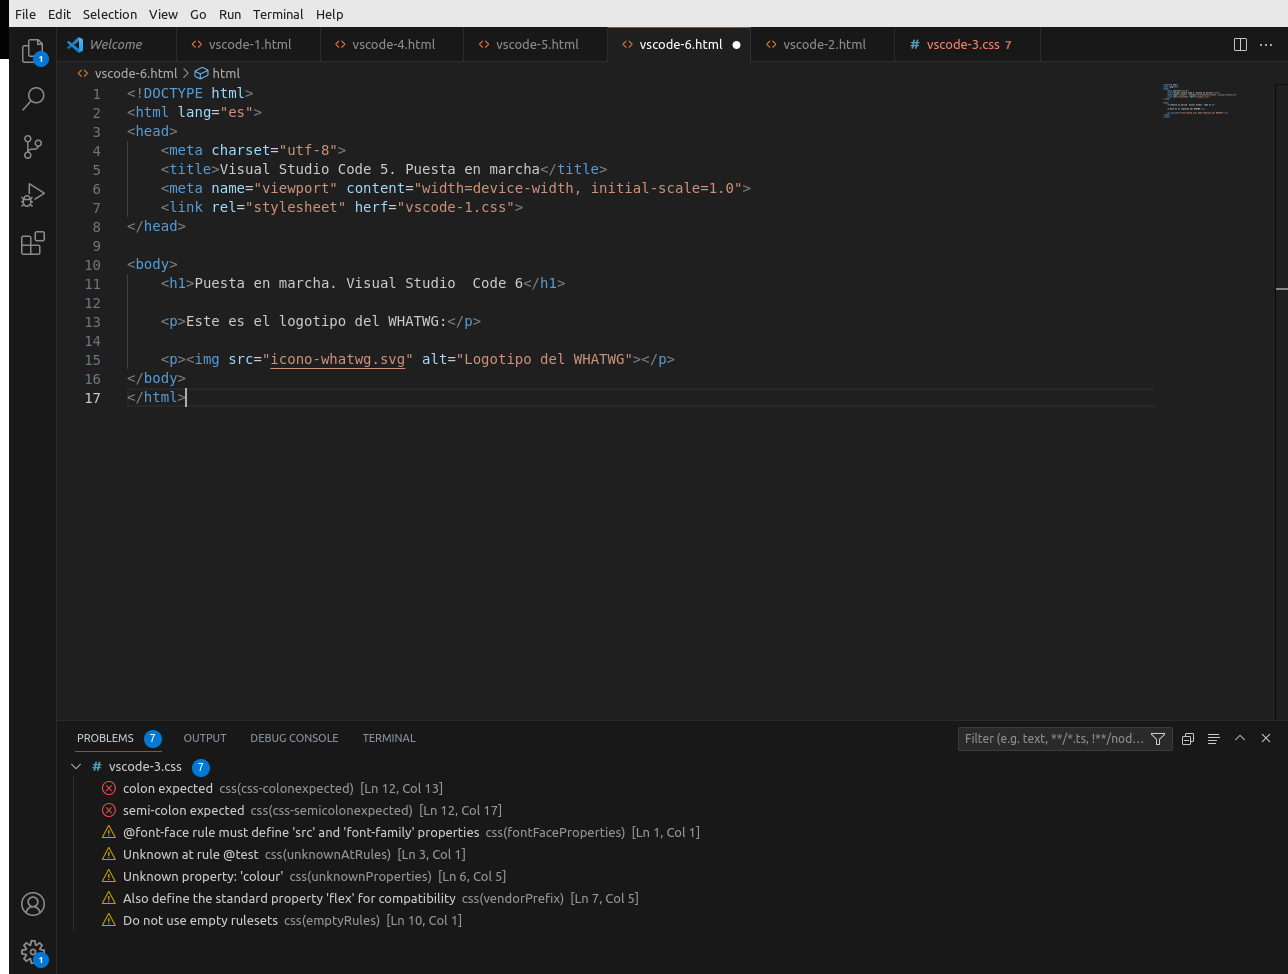 File Edit Selection View Go Run Terminal Help
Welcome vscode-1.html vscode-4.html vscode-5.html vscode-6.html vscode-2.html # vscode-3.css 7
1
vscode-6.html > html
1 <!DOCTYPE html>
2 <html lang="es">
3 <head>
4     <meta charset="utf-8">
5     <title>Visual Studio Code 5. Puesta en marcha</title>
6     <meta name="viewport" content="width=device-width, initial-scale=1.0">
7     <link rel="stylesheet" herf="vscode-1.css">
8 </head>
9
10 <body>
11     <h1>Puesta en marcha. Visual Studio  Code 6</h1>
12
13     <p>Este es el logotipo del WHATWG:</p>
14
15     <p><img src="icono-whatwg.svg" alt="Logotipo del WHATWG"></p>
16 </body>
17 </html>
PROBLEMS 7 OUTPUT DEBUG CONSOLE TERMINAL Filter (e.g. text, **/*.ts, !**/nod...
# vscode-3.css 7
colon expected css(css-colonexpected) [Ln 12, Col 13]
semi-colon expected css(css-semicolonexpected) [Ln 12, Col 17]
@font-face rule must define 'src' and 'font-family' properties css(fontFaceProperties) [Ln 1, Col 1]
Unknown at rule @test css(unknownAtRules) [Ln 3, Col 1]
Unknown property: 'colour' css(unknownProperties) [Ln 6, Col 5]
Also define the standard property 'flex' for compatibility css(vendorPrefix) [Ln 7, Col 5]
Do not use empty rulesets css(emptyRules) [Ln 10, Col 1]
1